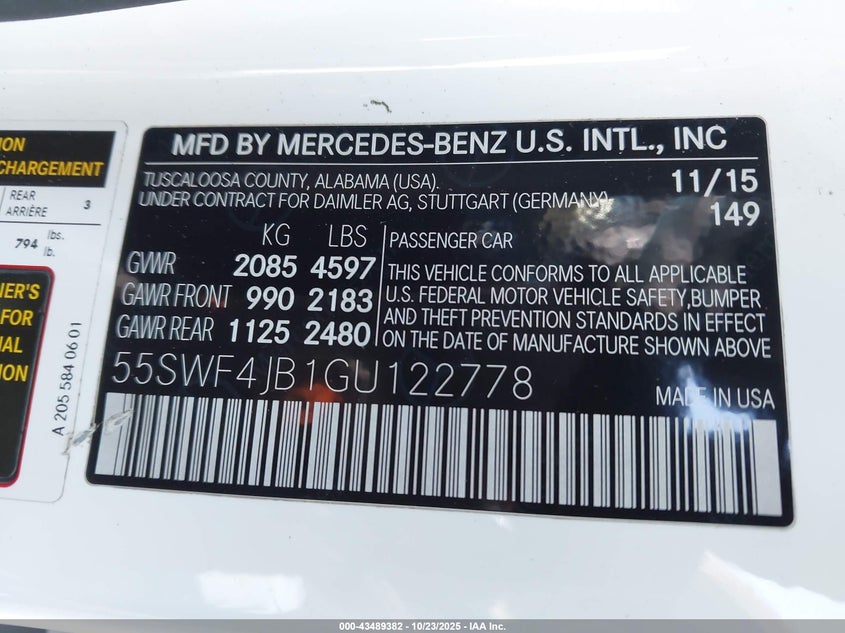 ION
CHARGEMENT
REAR
ARRIÈRE
3
794 lbs.
lb.
NER'S
FOR
NAL
ION
A 205 584 06 01
MFD BY MERCEDES-BENZ U.S. INTL., INC
TUSCALOOSA COUNTY, ALABAMA (USA). 11/15
UNDER CONTRACT FOR DAIMLER AG, STUTTGART (GERMANY) 149
KG LBS
GVWR 2085 4597
GAWR FRONT 990 2183
GAWR REAR 1125 2480
PASSENGER CAR
THIS VEHICLE CONFORMS TO ALL APPLICABLE
U.S. FEDERAL MOTOR VEHICLE SAFETY, BUMPER
AND THEFT PREVENTION STANDARDS IN EFFECT
ON THE DATE OF MANUFACTURE SHOWN ABOVE
55SWF4JB1GU122778
MADE IN USA
000-43489382 - 10/23/2025 - IAA Inc.